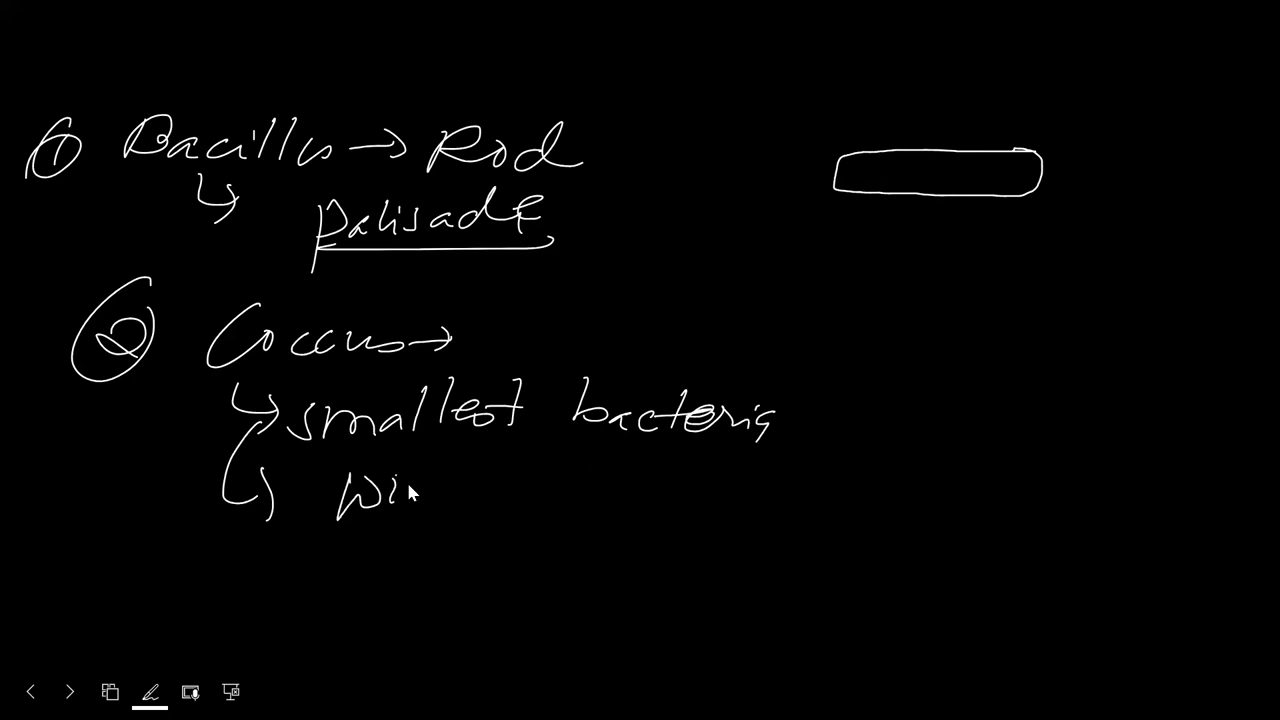 ① Bacillus → Rod
↳ palisade
② Coccus →
↳ smallest bacteria
↳ wi